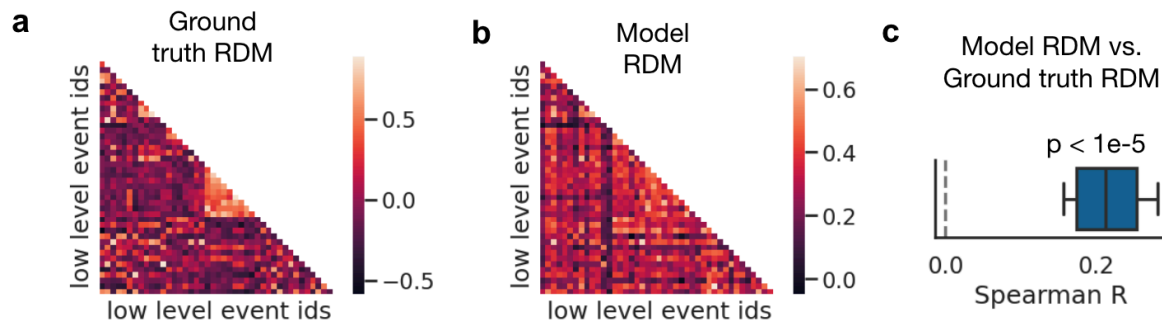 a
Ground
truth RDM
low level event ids
0.5
0.0
−0.5
low level event ids
b
Model
RDM
low level event ids
0.6
0.4
0.2
0.0
low level event ids
c
Model RDM vs.
Ground truth RDM
p < 1e-5
0.0 0.2
Spearman R